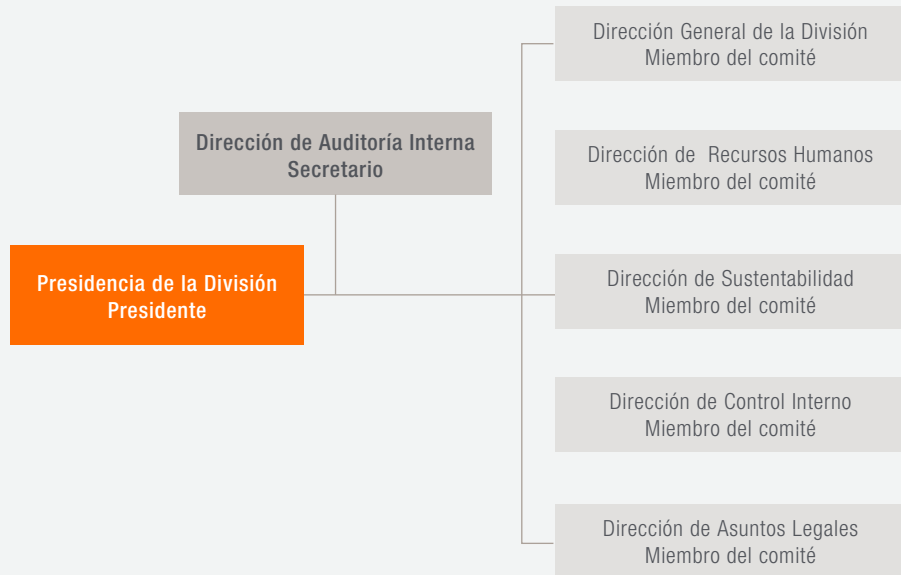 Dirección General de la División
Miembro del comité
Dirección de Auditoría Interna
Secretario
Dirección de Recursos Humanos
Miembro del comité
Presidencia de la División
Presidente
Dirección de Sustentabilidad
Miembro del comité
Dirección de Control Interno
Miembro del comité
Dirección de Asuntos Legales
Miembro del comité